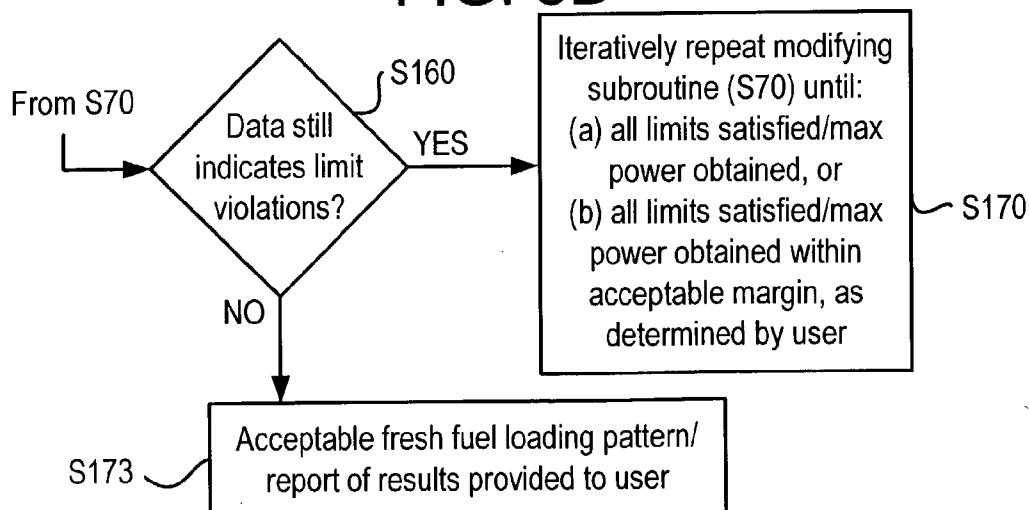 From S70
Data still
indicates limit
violations?
S160
YES
NO
Iteratively repeat modifying
subroutine (S70) until:
(a) all limits satisfied/max
power obtained, or
(b) all limits satisfied/max
power obtained within
acceptable margin, as
determined by user
S170
S173
Acceptable fresh fuel loading pattern/
report of results provided to user